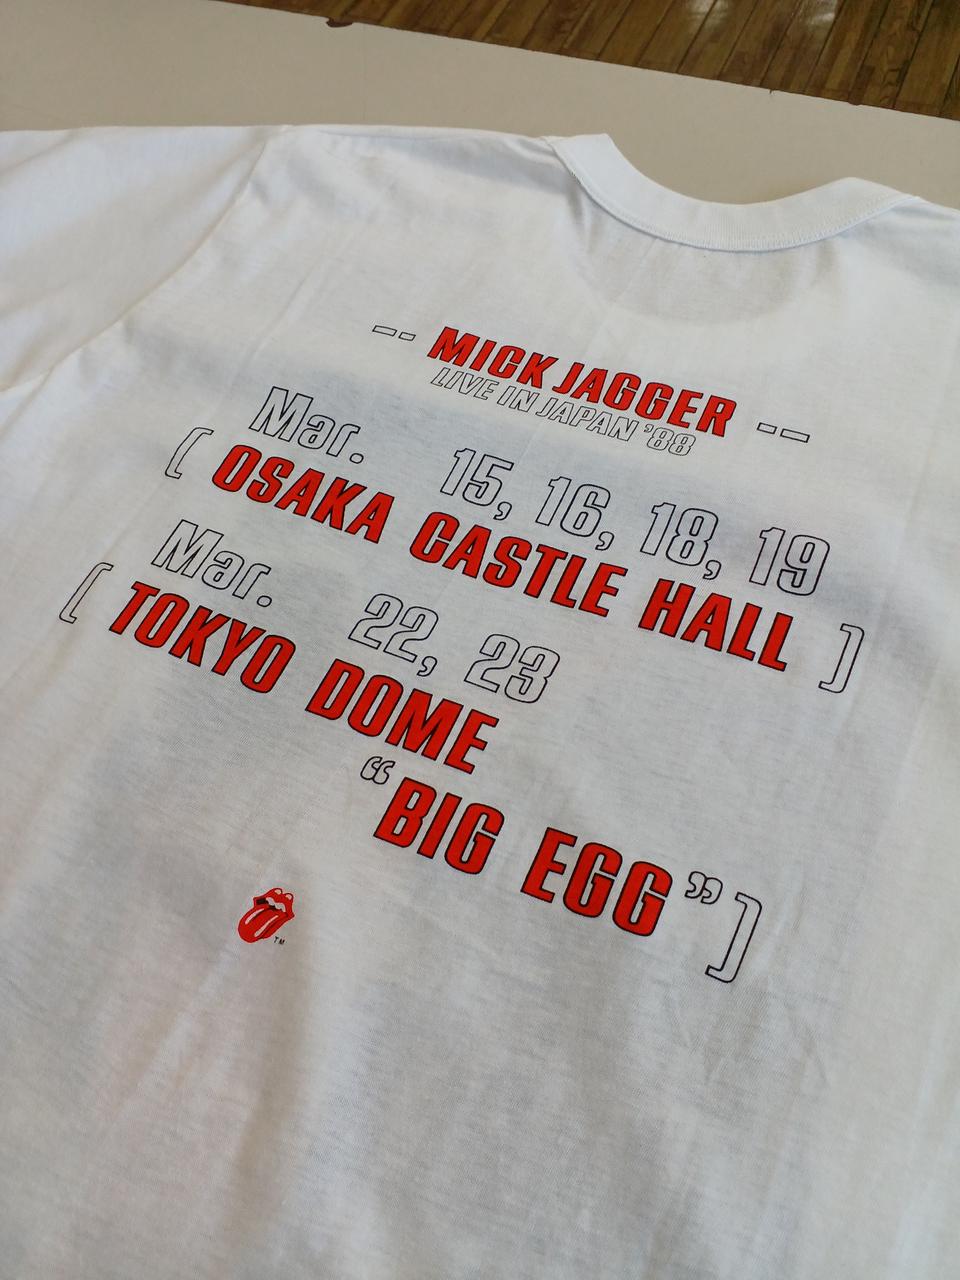 -- MICK JAGGER --
LIVE IN JAPAN '88
Mar. 15, 16, 18, 19
[ OSAKA CASTLE HALL ]
Mar. 22, 23
[ TOKYO DOME
“BIG EGG” ]
TM